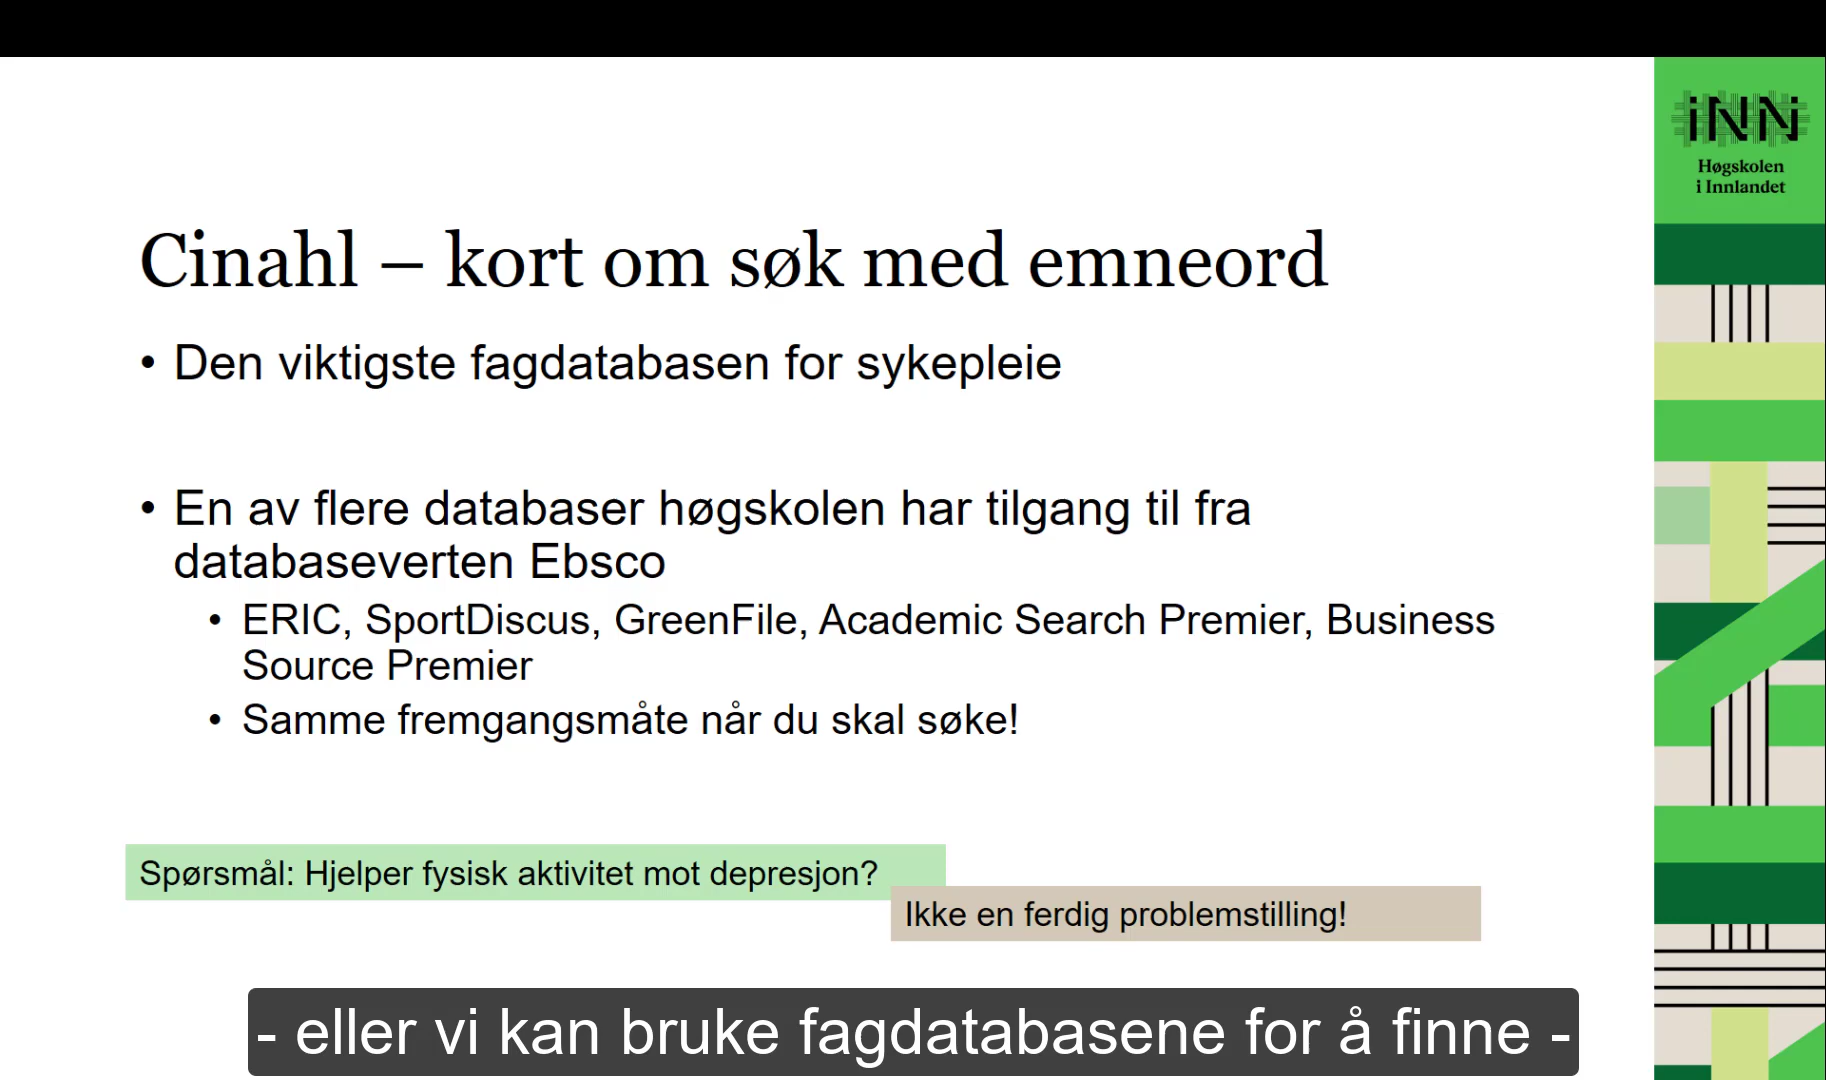 iNNi
Høgskolen
i Innlandet
Cinahl – kort om søk med emneord
• Den viktigste fagdatabasen for sykepleie
• En av flere databaser høgskolen har tilgang til fra
databaseverten Ebsco
• ERIC, SportDiscus, GreenFile, Academic Search Premier, Business
Source Premier
• Samme fremgangsmåte når du skal søke!
Spørsmål: Hjelper fysisk aktivitet mot depresjon?
Ikke en ferdig problemstilling!
- eller vi kan bruke fagdatabasene for å finne -